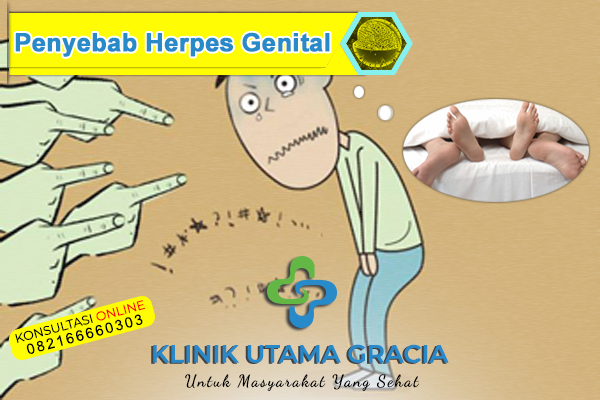 Penyebab Herpes Genital
!#*★?!#★!...
?!@!
KONSULTASI ONLINE
082166660303
KLINIK UTAMA GRACIA
Untuk Masyarakat Yang Sehat